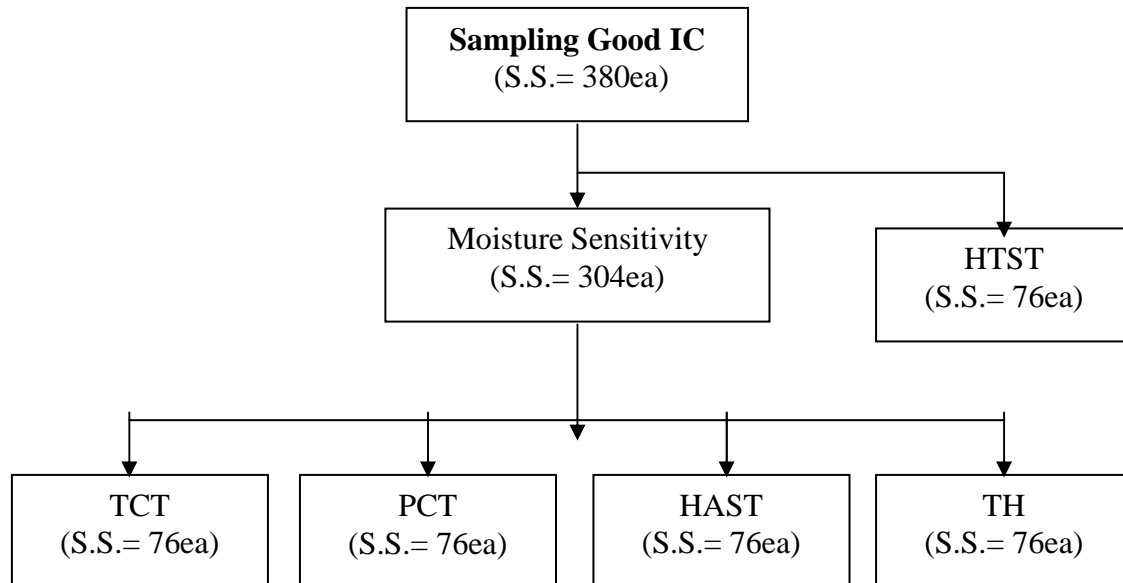 Sampling Good IC
(S.S.= 380ea)
Moisture Sensitivity
(S.S.= 304ea)
HTST
(S.S.= 76ea)
TCT
(S.S.= 76ea)
PCT
(S.S.= 76ea)
HAST
(S.S.= 76ea)
TH
(S.S.= 76ea)